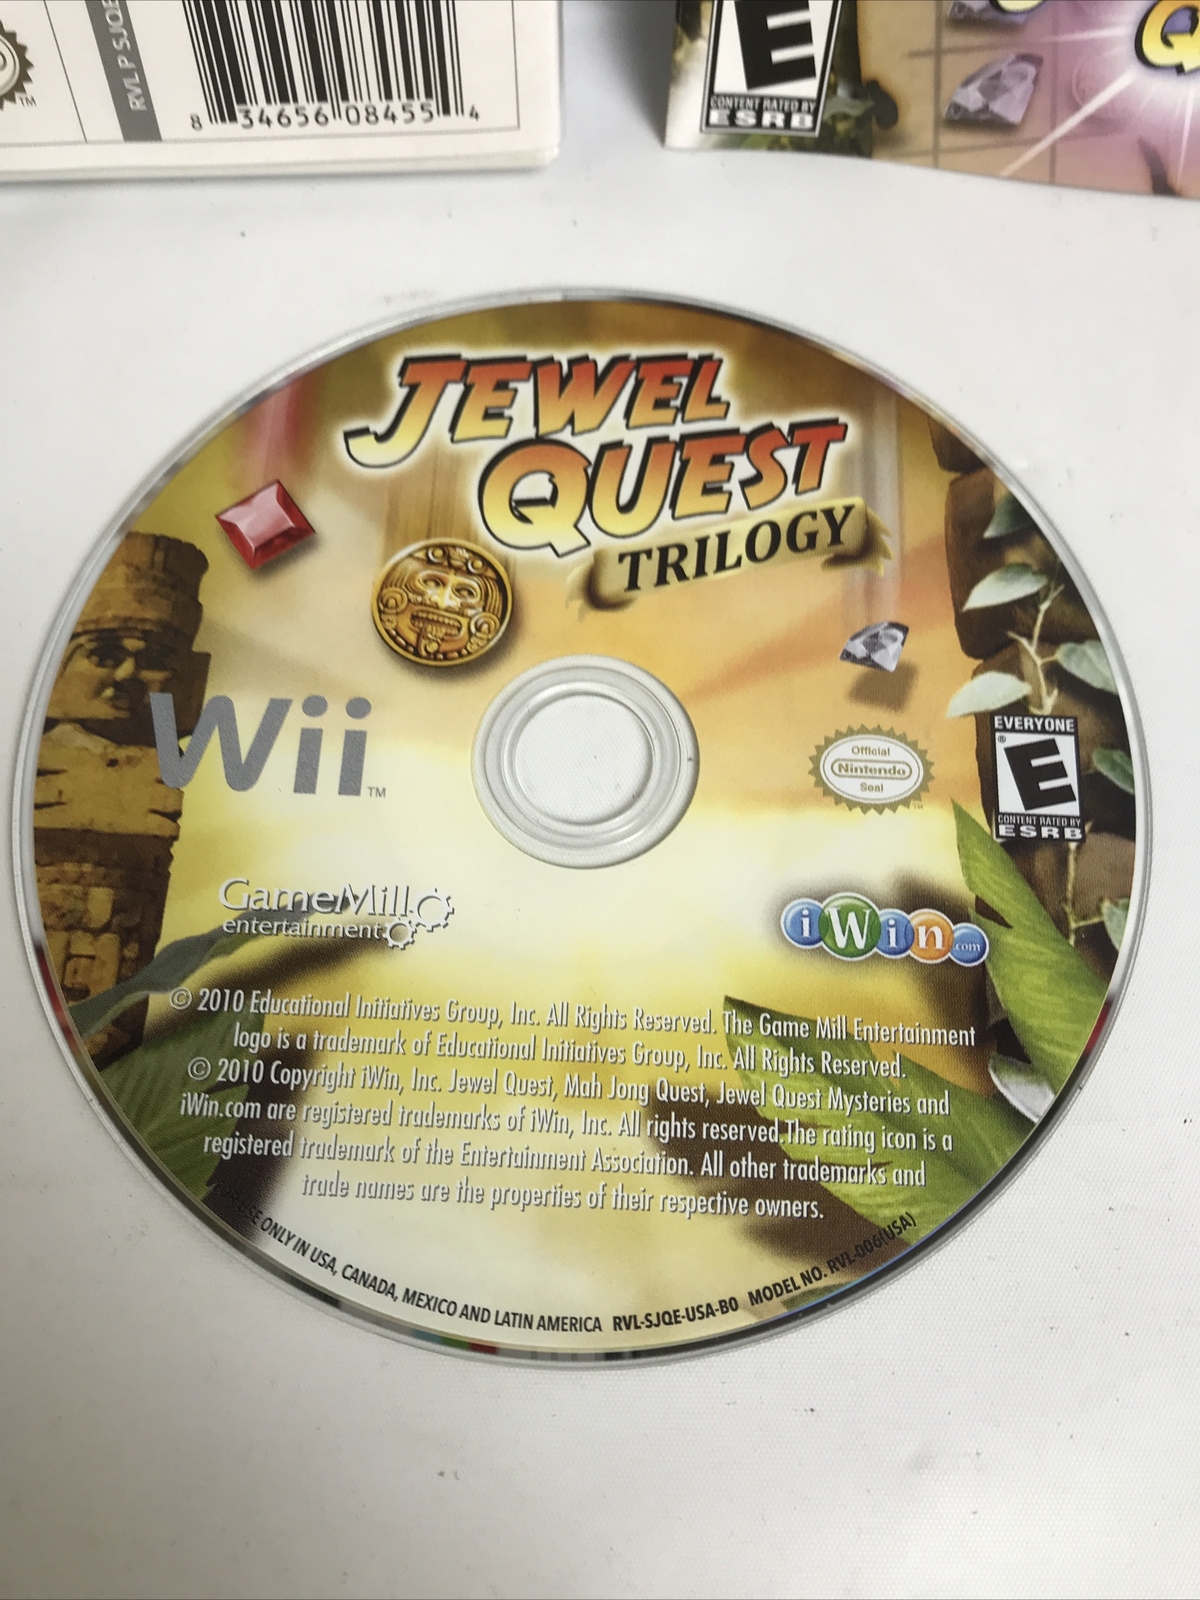 RVL P SJQE
8 34656 08455 4
TM
E
CONTENT RATED BY
ESRB
Q
JEWEL
QUEST
TRILOGY
Wii TM
Official
Nintendo
Seal
TM
EVERYONE
E
®
CONTENT RATED BY
ESRB
GameMill
entertainment
iWin.com
© 2010 Educational Initiatives Group, Inc. All Rights Reserved. The Game Mill Entertainment
logo is a trademark of Educational Initiatives Group, Inc. All Rights Reserved.
© 2010 Copyright iWin, Inc. Jewel Quest, Mah Jong Quest, Jewel Quest Mysteries and
iWin.com are registered trademarks of iWin, Inc. All rights reserved.The rating icon is a
registered trademark of the Entertainment Association. All other trademarks and
trade names are the properties of their respective owners.
FOR USE ONLY IN USA, CANADA, MEXICO AND LATIN AMERICA RVL-SJQE-USA-B0 MODEL NO. RVL-006(USA)